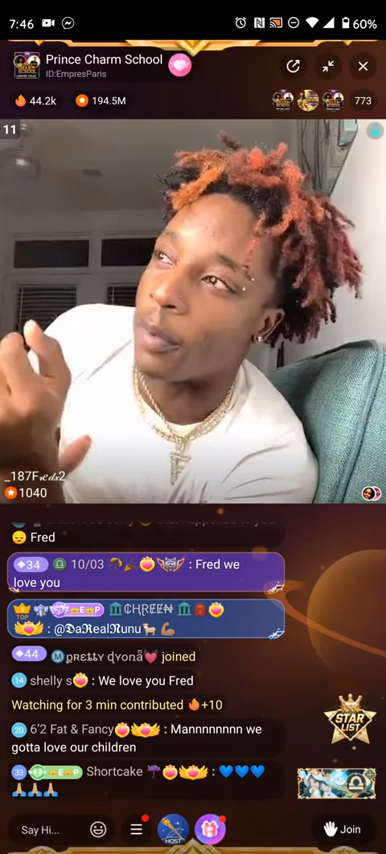 7:46
60%
Prince Charm School
ID:EmpresParis
44.2k
194.5M
773
11
_187F𝓇𝑒𝒹𝓍2
1040
😔 Fred
34 ♎ 10/03 : Fred we
love you
TOP E P 🏛️₵ⱧⱤɆɆ₦ 🏛️
: @𝕯aℜeal𝕹unu🐐 💪🏾
44 joined
14 shelly s : We love you Fred
Watching for 3 min contributed 🔥+10
20 6'2 Fat & Fancy : Mannnnnnnn we
gotta love our children
33 E P Shortcake : 💙💙💙
🙏🏾🙏🏾🙏🏾🙏🏾
STAR
LIST
Say Hi...
HOST
Join